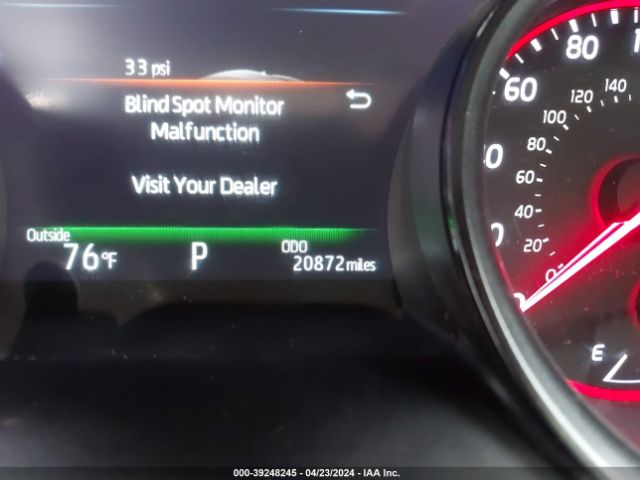 33 psi
Blind Spot Monitor
Malfunction
Visit Your Dealer
Outside
76°F
P
ODO
20872 miles
80
60
140
120
100
80
60
40
20
0
E
000-39248245 - 04/23/2024 - IAA Inc.